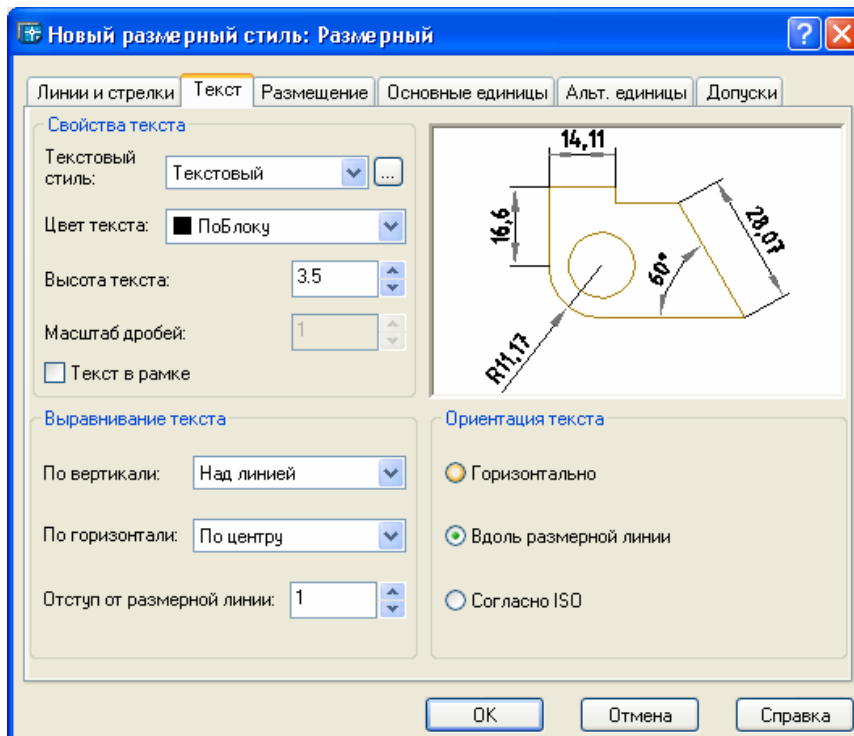 Новый размерный стиль: Размерный
Линии и стрелки Текст Размещение Основные единицы Альт. единицы Допуски
Свойства текста
Текстовый стиль: Текстовый ...
Цвет текста: ПоБлоку
Высота текста: 3.5
Масштаб дробей: 1
Текст в рамке
14,11
16,6
28,07
60°
R11,17
Выравнивание текста
По вертикали: Над линией
По горизонтали: По центру
Отступ от размерной линии: 1
Ориентация текста
Горизонтально
Вдоль размерной линии
Согласно ISO
OK Отмена Справка